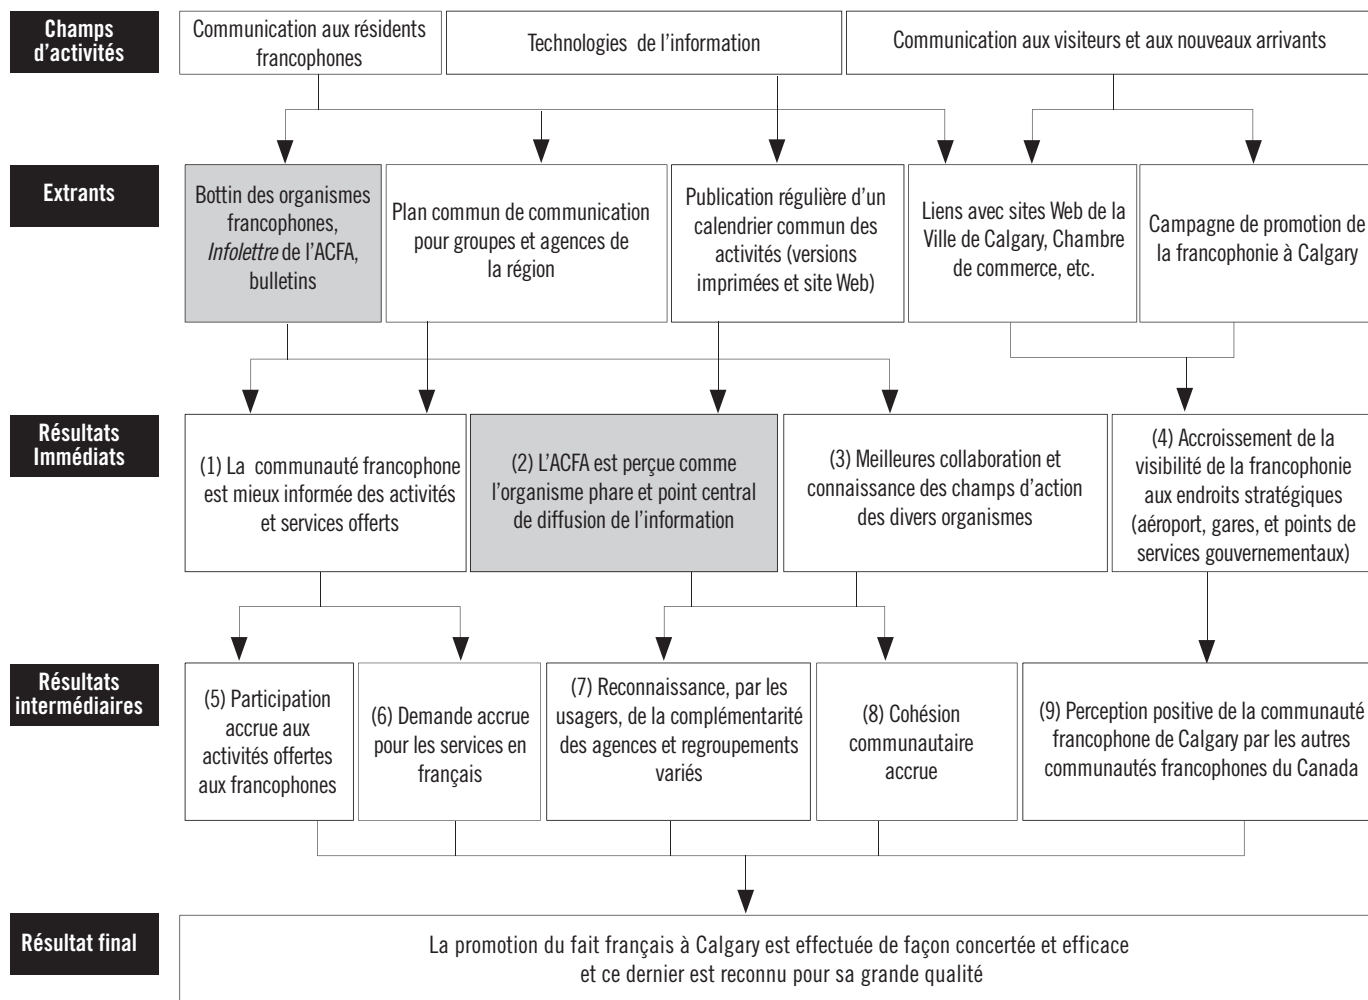 Champs
d'activités
Communication aux résidents
francophones
Technologies de l'information
Communication aux visiteurs et aux nouveaux arrivants
Extrants
Bottin des organismes
francophones,
Infolettre de l'ACFA,
bulletins
Plan commun de communication
pour groupes et agences de
la région
Publication régulière d'un
calendrier commun des
activités (versions
imprimées et site Web)
Liens avec sites Web de la
Ville de Calgary, Chambre
de commerce, etc.
Campagne de promotion de
la francophonie à Calgary
Résultats
Immédiats
(1) La communauté francophone
est mieux informée des activités
et services offerts
(2) L'ACFA est perçue comme
l'organisme phare et point central
de diffusion de l'information
(3) Meilleures collaboration et
connaissance des champs d'action
des divers organismes
(4) Accroissement de la
visibilité de la francophonie
aux endroits stratégiques
(aéroport, gares, et points de
services gouvernementaux)
Résultats
intermédiaires
(5) Participation
accrue aux
activités offertes
aux francophones
(6) Demande accrue
pour les services en
français
(7) Reconnaissance, par les
usagers, de la complémentarité
des agences et regroupements
variés
(8) Cohésion
communautaire
accrue
(9) Perception positive de la communauté
francophone de Calgary par les autres
communautés francophones du Canada
Résultat final
La promotion du fait français à Calgary est effectuée de façon concertée et efficace
et ce dernier est reconnu pour sa grande qualité